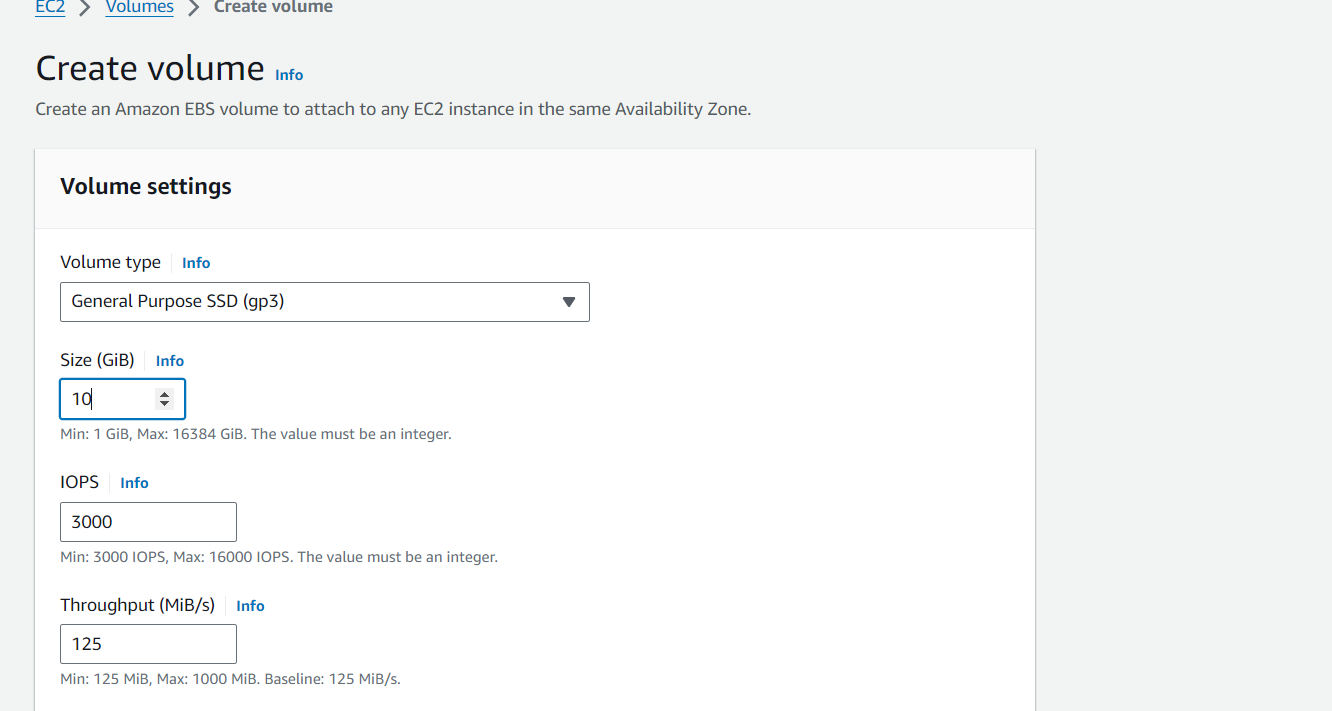 EC2 > Volumes > Create volume
Create volume Info
Create an Amazon EBS volume to attach to any EC2 instance in the same Availability Zone.
Volume settings
Volume type Info
General Purpose SSD (gp3)
Size (GiB) Info
10
Min: 1 GiB, Max: 16384 GiB. The value must be an integer.
IOPS Info
3000
Min: 3000 IOPS, Max: 16000 IOPS. The value must be an integer.
Throughput (MiB/s) Info
125
Min: 125 MiB, Max: 1000 MiB. Baseline: 125 MiB/s.